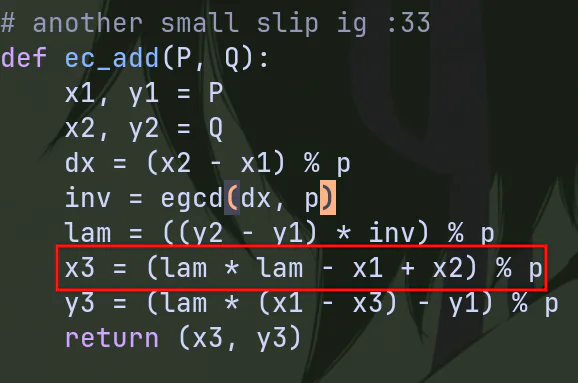 # another small slip ig :33
def ec_add(P, Q):
    x1, y1 = P
    x2, y2 = Q
    dx = (x2 - x1) % p
    inv = egcd(dx, p)
    lam = ((y2 - y1) * inv) % p
    x3 = (lam * lam - x1 + x2) % p
    y3 = (lam * (x1 - x3) - y1) % p
    return (x3, y3)